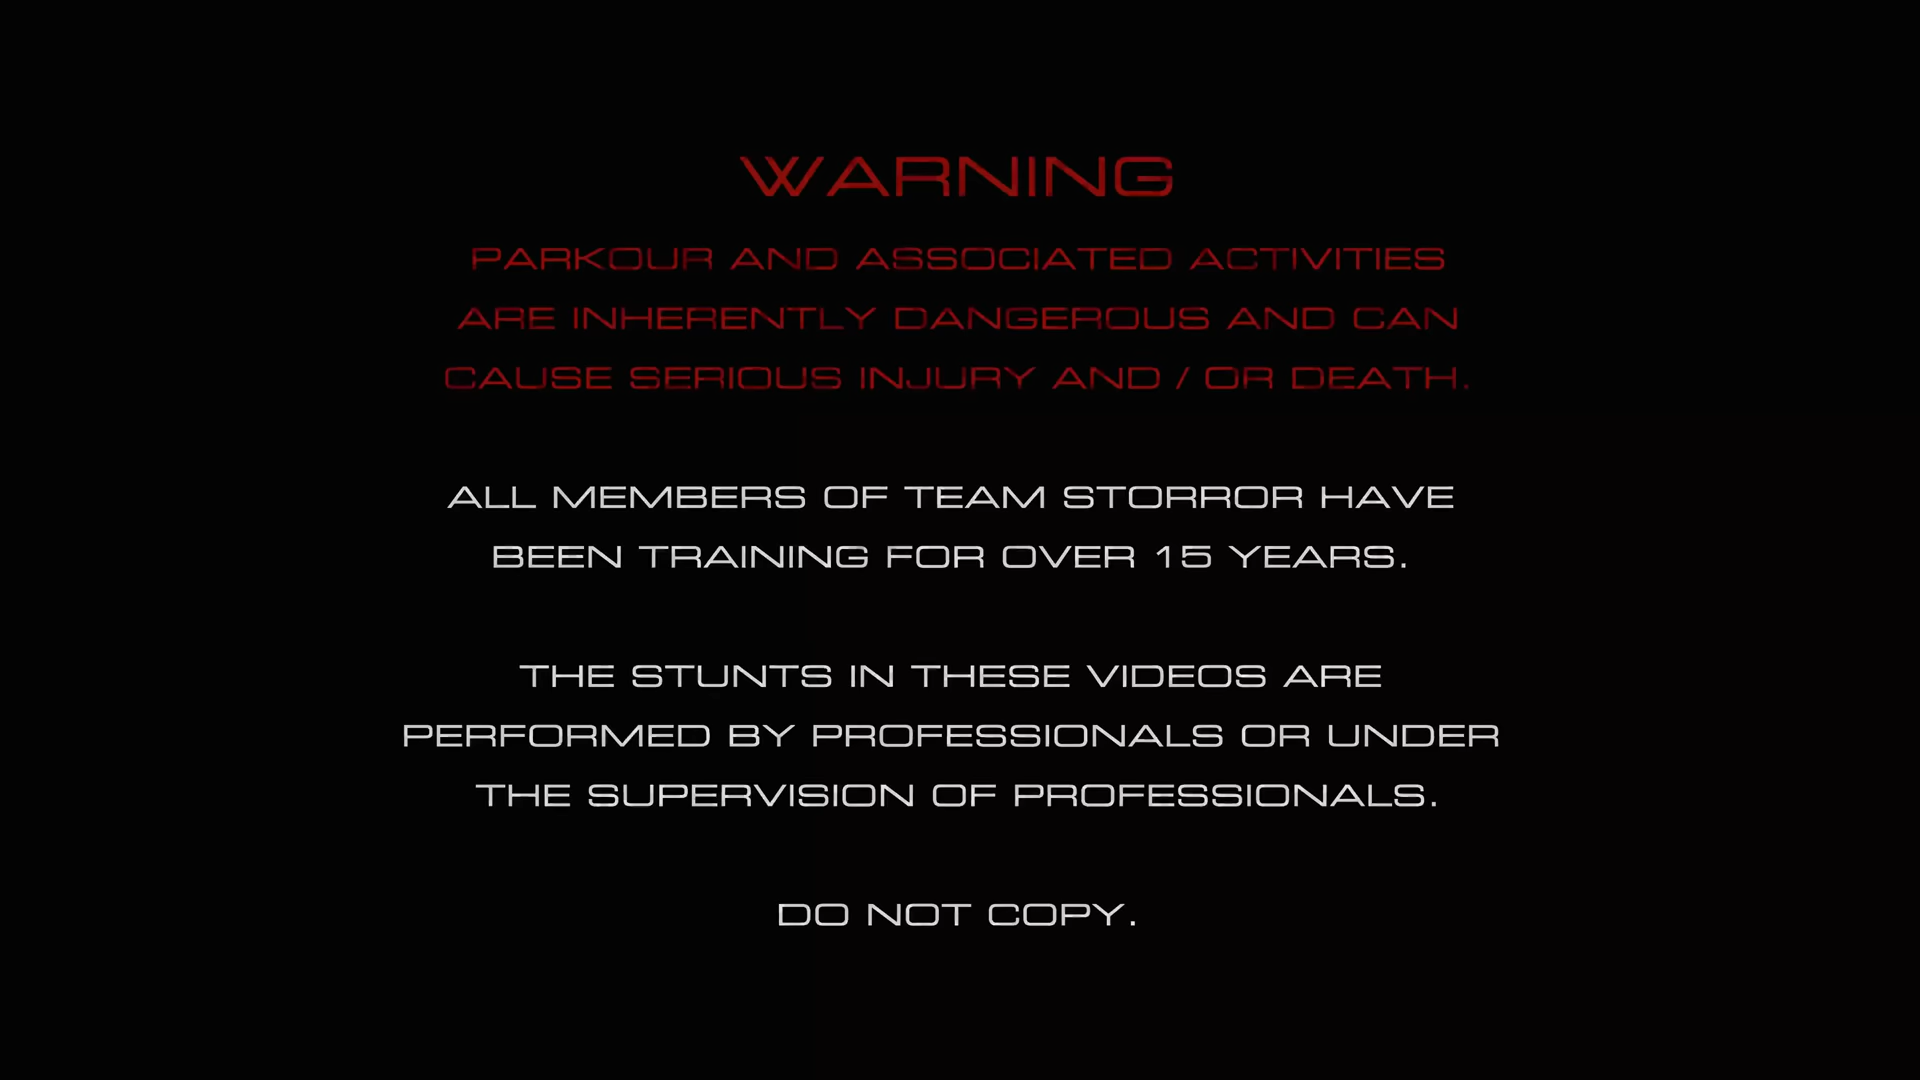 WARNING
PARKOUR AND ASSOCIATED ACTIVITIES
ARE INHERENTLY DANGEROUS AND CAN
CAUSE SERIOUS INJURY AND / OR DEATH.
ALL MEMBERS OF TEAM STORROR HAVE
BEEN TRAINING FOR OVER 15 YEARS.
THE STUNTS IN THESE VIDEOS ARE
PERFORMED BY PROFESSIONALS OR UNDER
THE SUPERVISION OF PROFESSIONALS.
DO NOT COPY.